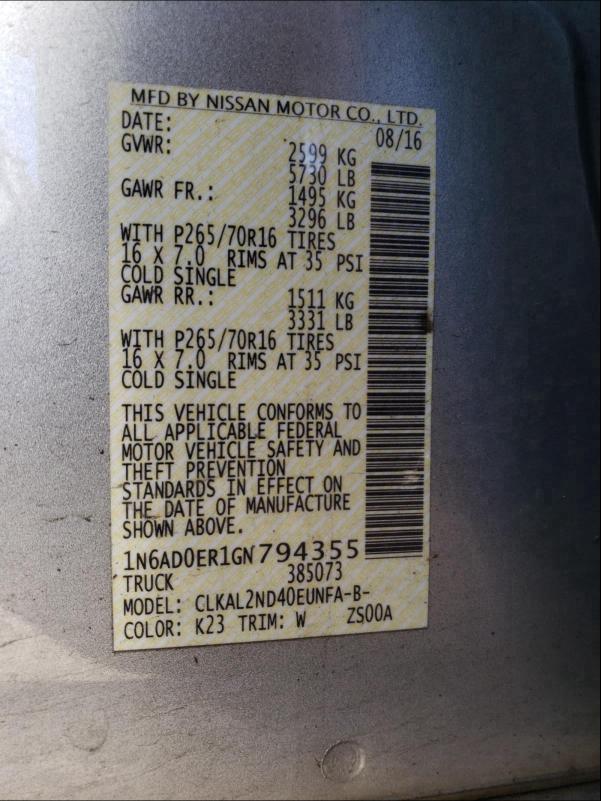 MFD BY NISSAN MOTOR CO., LTD.
DATE: 08/16
GVWR: 2599 KG
5730 LB
GAWR FR.: 1495 KG
3296 LB
WITH P265/70R16 TIRES
16 X 7.0 RIMS AT 35 PSI
COLD SINGLE
GAWR RR.: 1511 KG
3331 LB
WITH P265/70R16 TIRES
16 X 7.0 RIMS AT 35 PSI
COLD SINGLE
THIS VEHICLE CONFORMS TO
ALL APPLICABLE FEDERAL
MOTOR VEHICLE SAFETY AND
THEFT PREVENTION
STANDARDS IN EFFECT ON
THE DATE OF MANUFACTURE
SHOWN ABOVE.
1N6AD0ER1GN794355
TRUCK 385073
MODEL: CLKAL2ND40EUNFA-B-
COLOR: K23 TRIM: W ZS00A